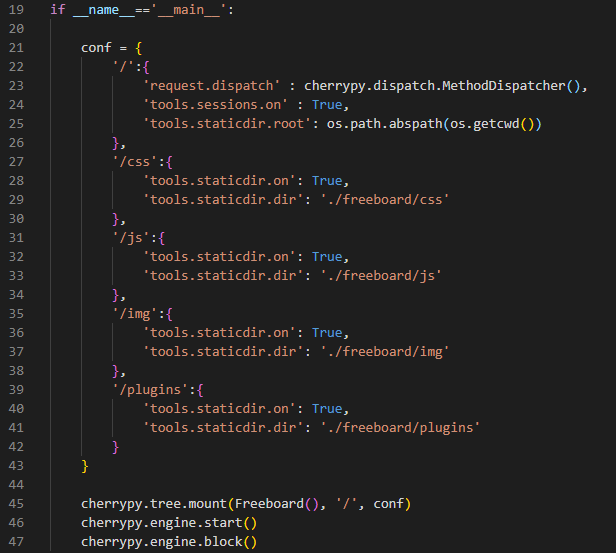 19 if __name__=='__main__':
20
21     conf = {
22         '/':{
23             'request.dispatch' : cherrypy.dispatch.MethodDispatcher(),
24             'tools.sessions.on' : True,
25             'tools.staticdir.root': os.path.abspath(os.getcwd())
26         },
27         '/css':{
28             'tools.staticdir.on': True,
29             'tools.staticdir.dir': './freeboard/css'
30         },
31         '/js':{
32             'tools.staticdir.on': True,
33             'tools.staticdir.dir': './freeboard/js'
34         },
35         '/img':{
36             'tools.staticdir.on': True,
37             'tools.staticdir.dir': './freeboard/img'
38         },
39         '/plugins':{
40             'tools.staticdir.on': True,
41             'tools.staticdir.dir': './freeboard/plugins'
42         }
43     }
44
45     cherrypy.tree.mount(Freeboard(), '/', conf)
46     cherrypy.engine.start()
47     cherrypy.engine.block()